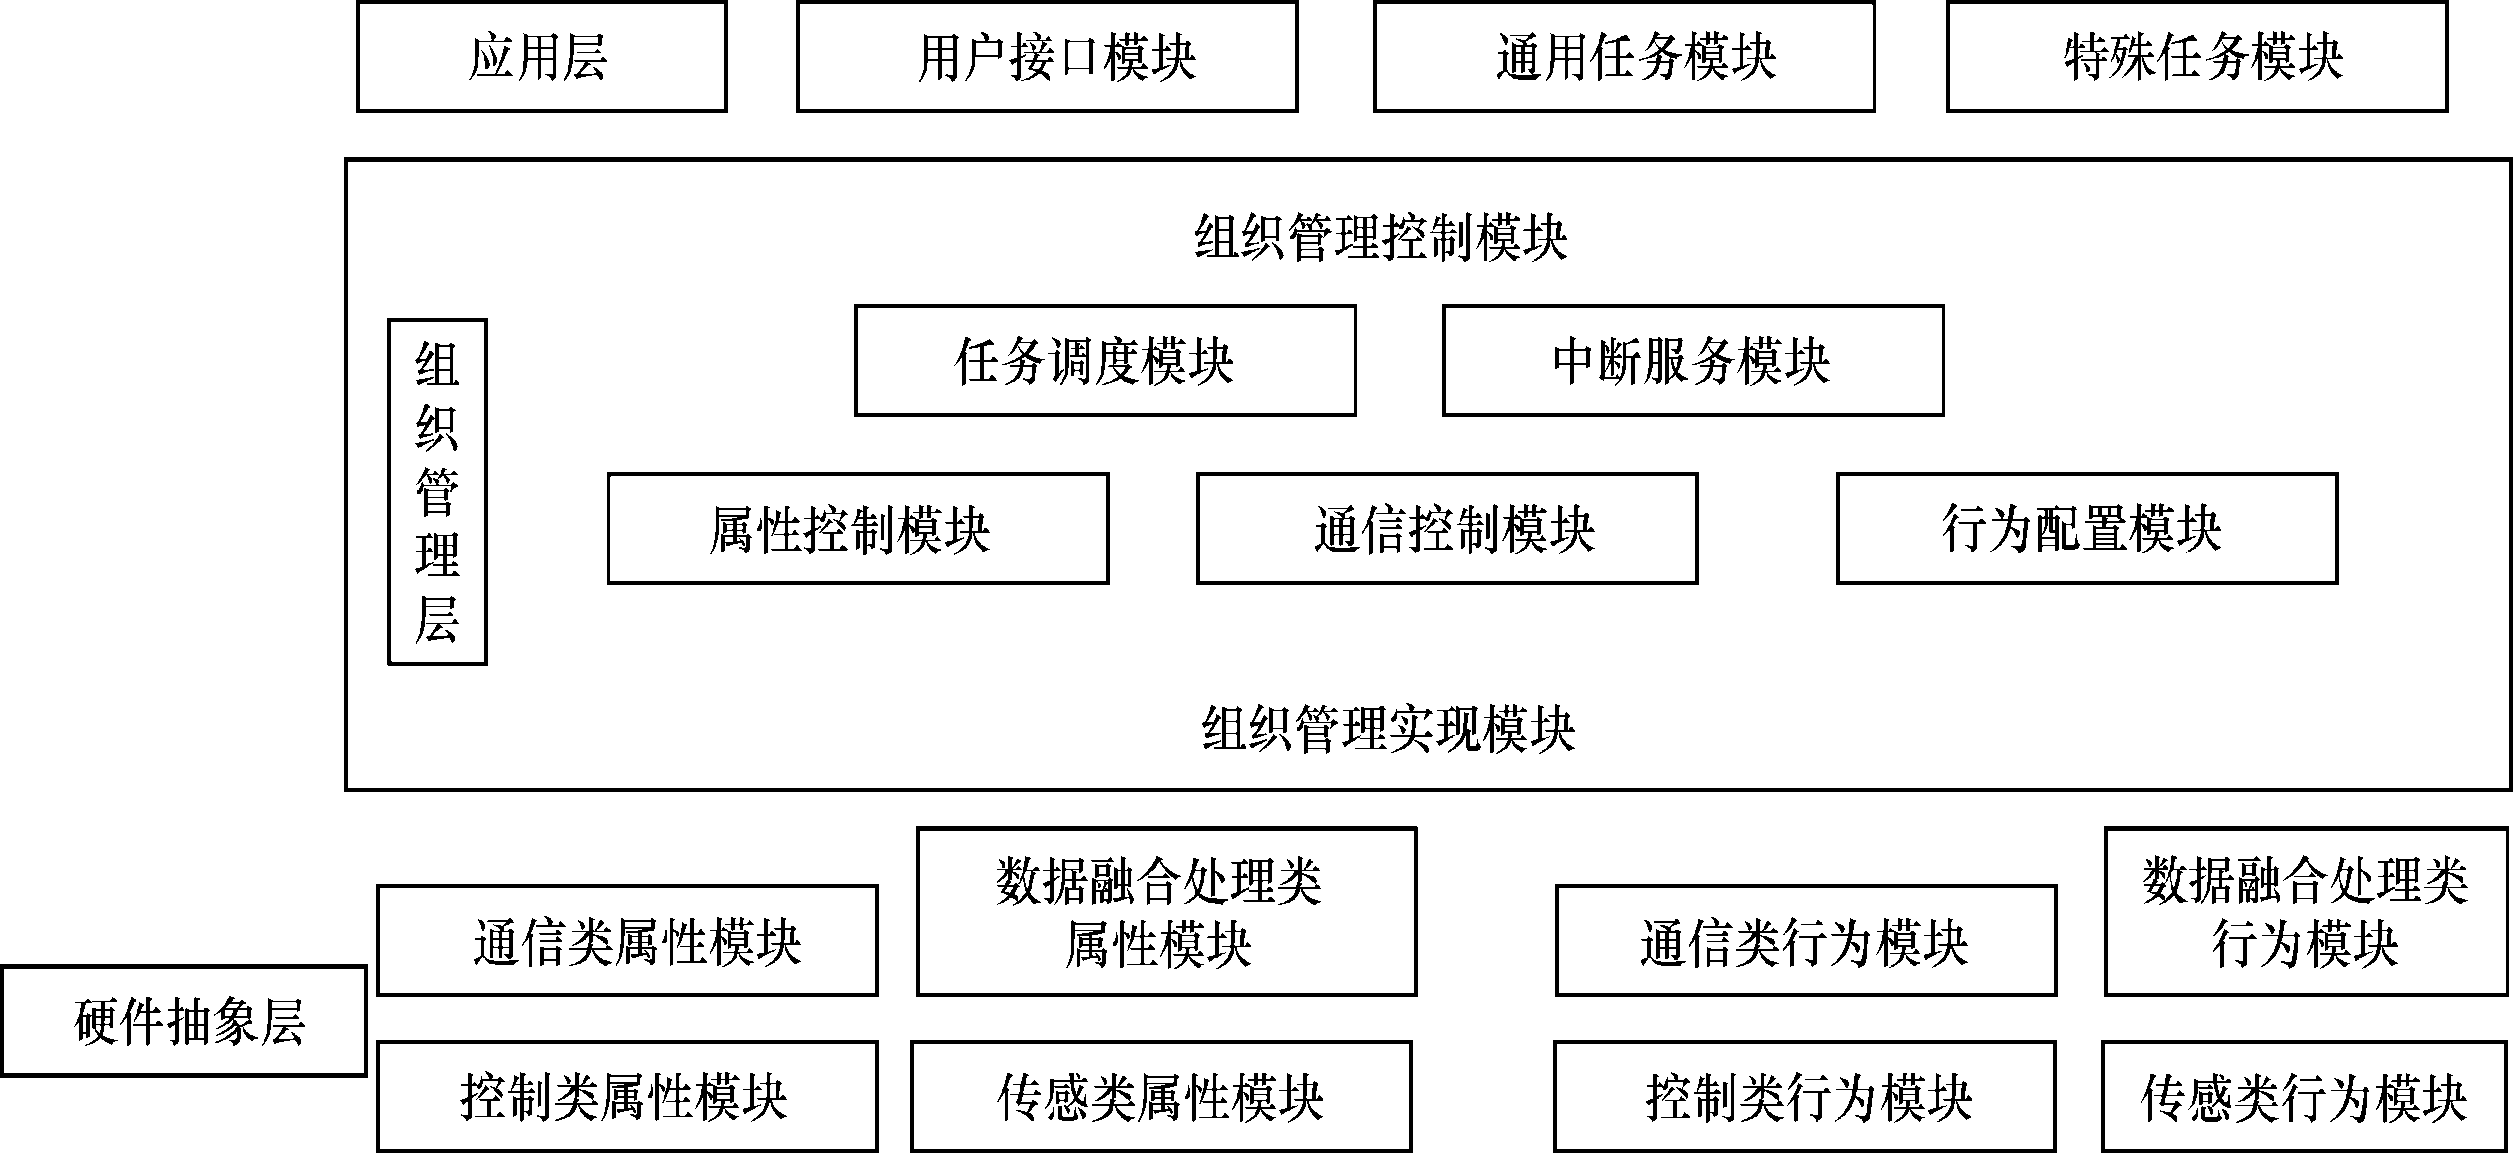 应用层
用户接口模块
通用任务模块
特殊任务模块
组织管理控制模块
组织管理层
任务调度模块
中断服务模块
属性控制模块
通信控制模块
行为配置模块
组织管理实现模块
硬件抽象层
通信类属性模块
数据融合处理类
属性模块
通信类行为模块
数据融合处理类
行为模块
控制类属性模块
传感类属性模块
控制类行为模块
传感类行为模块